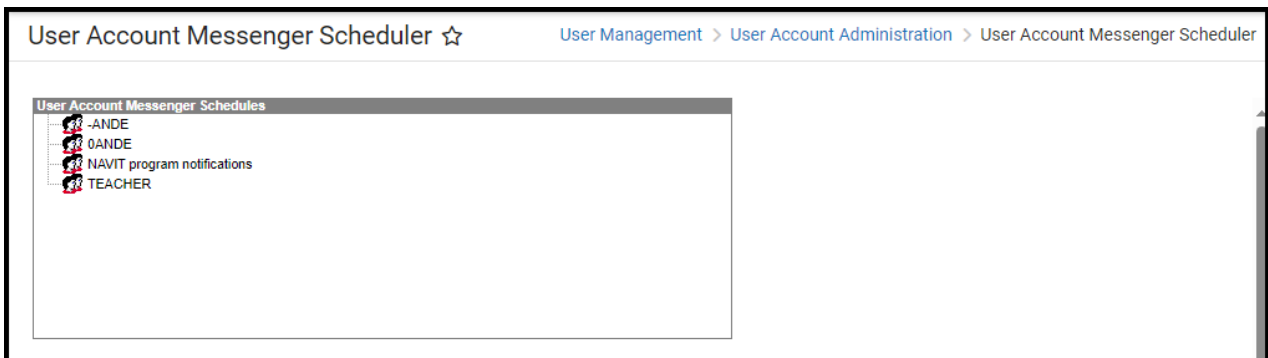 User Account Messenger Scheduler ☆ User Management > User Account Administration > User Account Messenger Scheduler
User Account Messenger Schedules
-ANDE
0ANDE
NAVIT program notifications
TEACHER